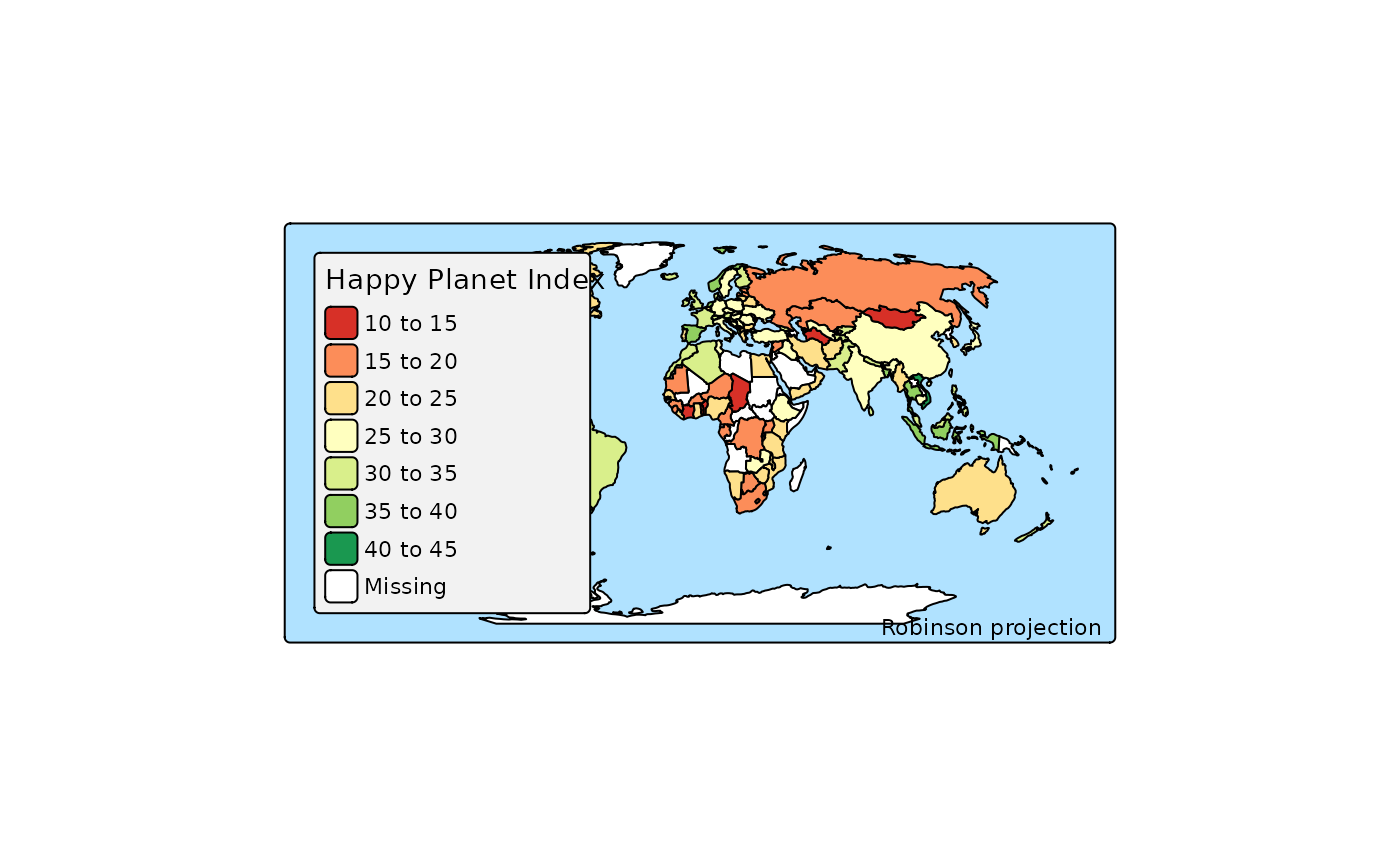 Happy Planet Index
10 to 15
15 to 20
20 to 25
25 to 30
30 to 35
35 to 40
40 to 45
Missing
Robinson projection